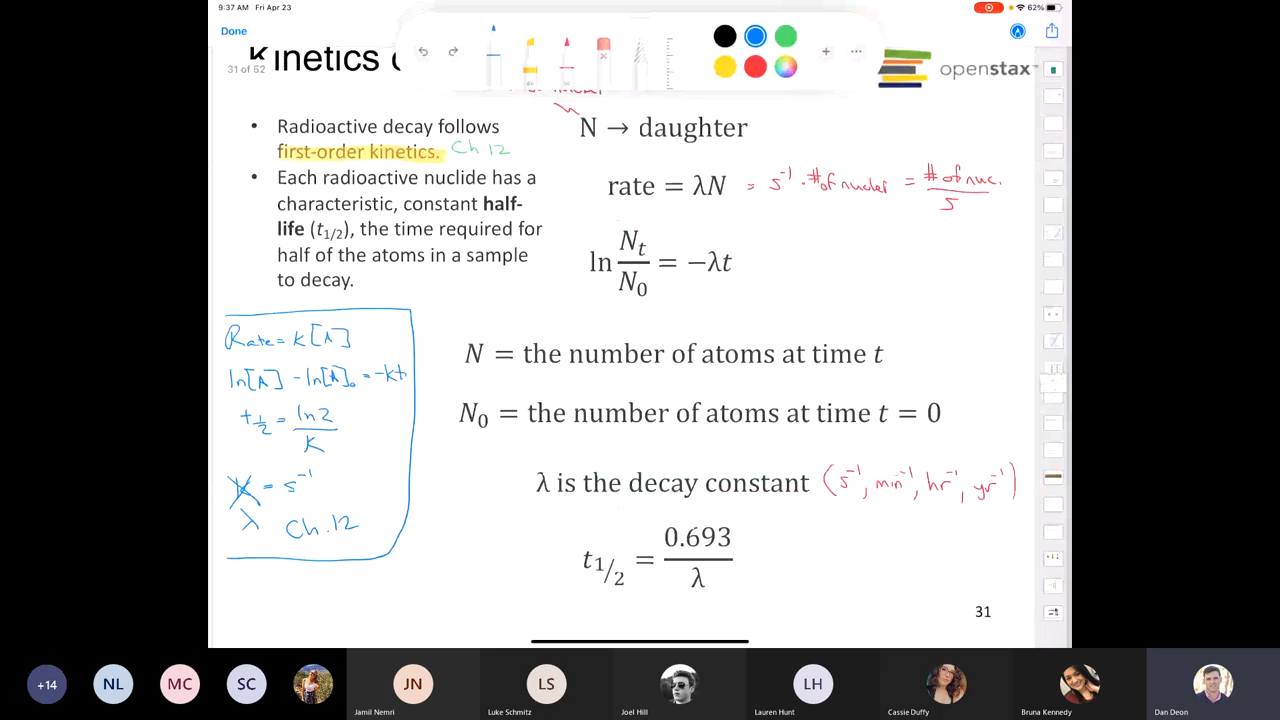 9:37 AM Fri Apr 23
62%
Done
Kinetics
31 of 52
openstax
• Radioactive decay follows
first-order kinetics. Ch 12
• Each radioactive nuclide has a
characteristic, constant half-
life (t1/2), the time required for
half of the atoms in a sample
to decay.
N → daughter
rate = λN = s⁻¹ · # of nuclei = # of nuc. / s
ln Nt/N0 = −λt
Rate = k[A]
ln[A] - ln[A]₀ = -kt
t½ = ln2/k
k = s⁻¹
λ Ch. 12
N = the number of atoms at time t
N0 = the number of atoms at time t = 0
λ is the decay constant (s⁻¹, min⁻¹, hr⁻¹, yr⁻¹)
t1/2 = 0.693/λ
31
+14 NL MC SC JN LS LH
Jamil Nemri Luke Schmitz Joel Hill Lauren Hunt Cassie Duffy Bruna Kennedy Dan Deon